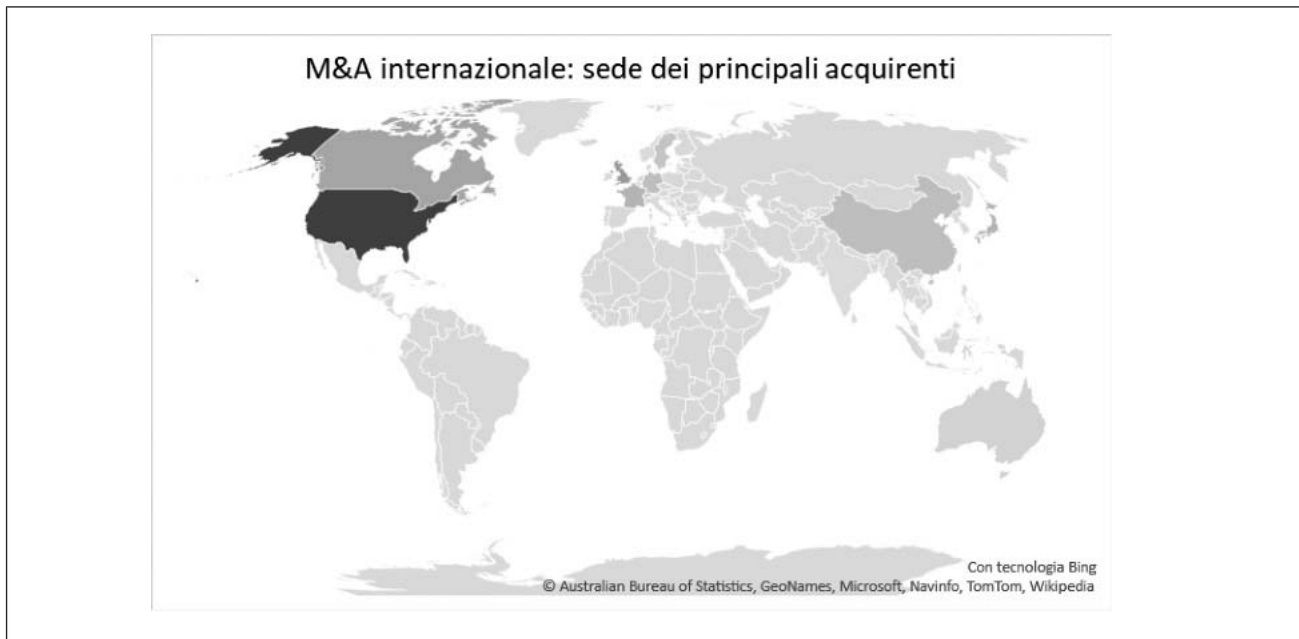 M&A internazionale: sede dei principali acquirenti
Con tecnologia Bing
© Australian Bureau of Statistics, GeoNames, Microsoft, Navinfo, TomTom, Wikipedia